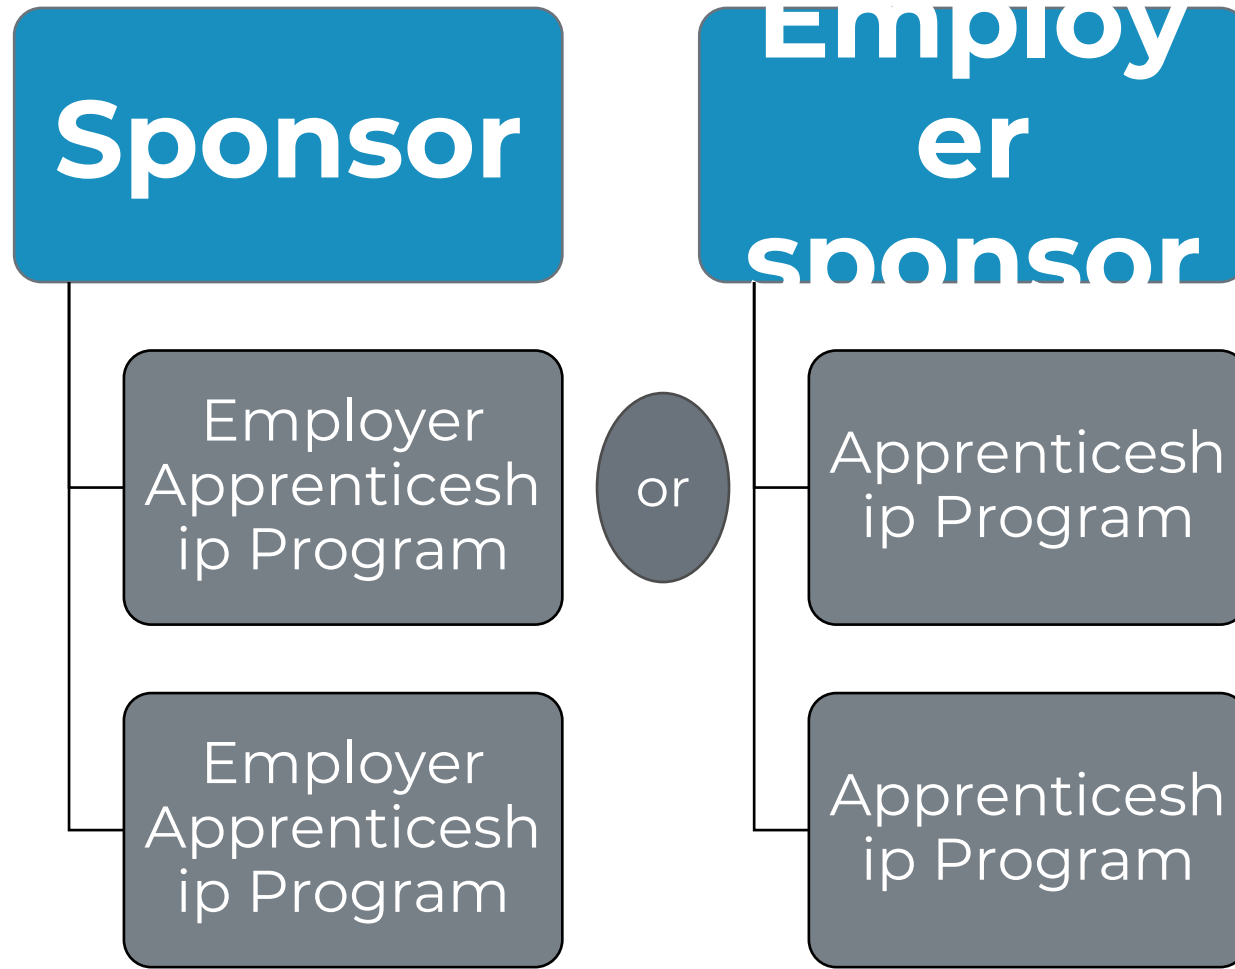 Sponsor
Employer
Apprenticesh
ip Program
Employer
Apprenticesh
ip Program
or
Employ
er
sponsor
Apprenticesh
ip Program
Apprenticesh
ip Program